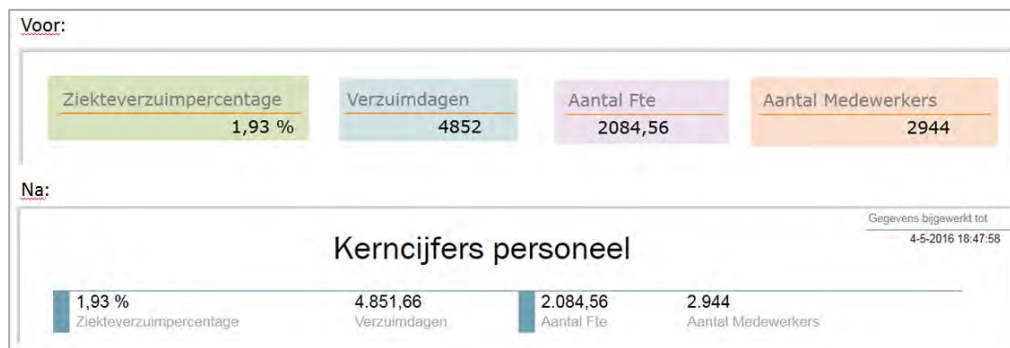 Voor:
Ziekteverzuimpercentage Verzuimdagen Aantal Fte Aantal Medewerkers
1,93 % 4852 2084,56 2944
Na:
Gegevens bijgewerkt tot
4-5-2016 18:47:58
Kerncijfers personeel
1,93 % 4.851,66 2.084,56 2.944
Ziekteverzuimpercentage Verzuimdagen Aantal Fte Aantal Medewerkers